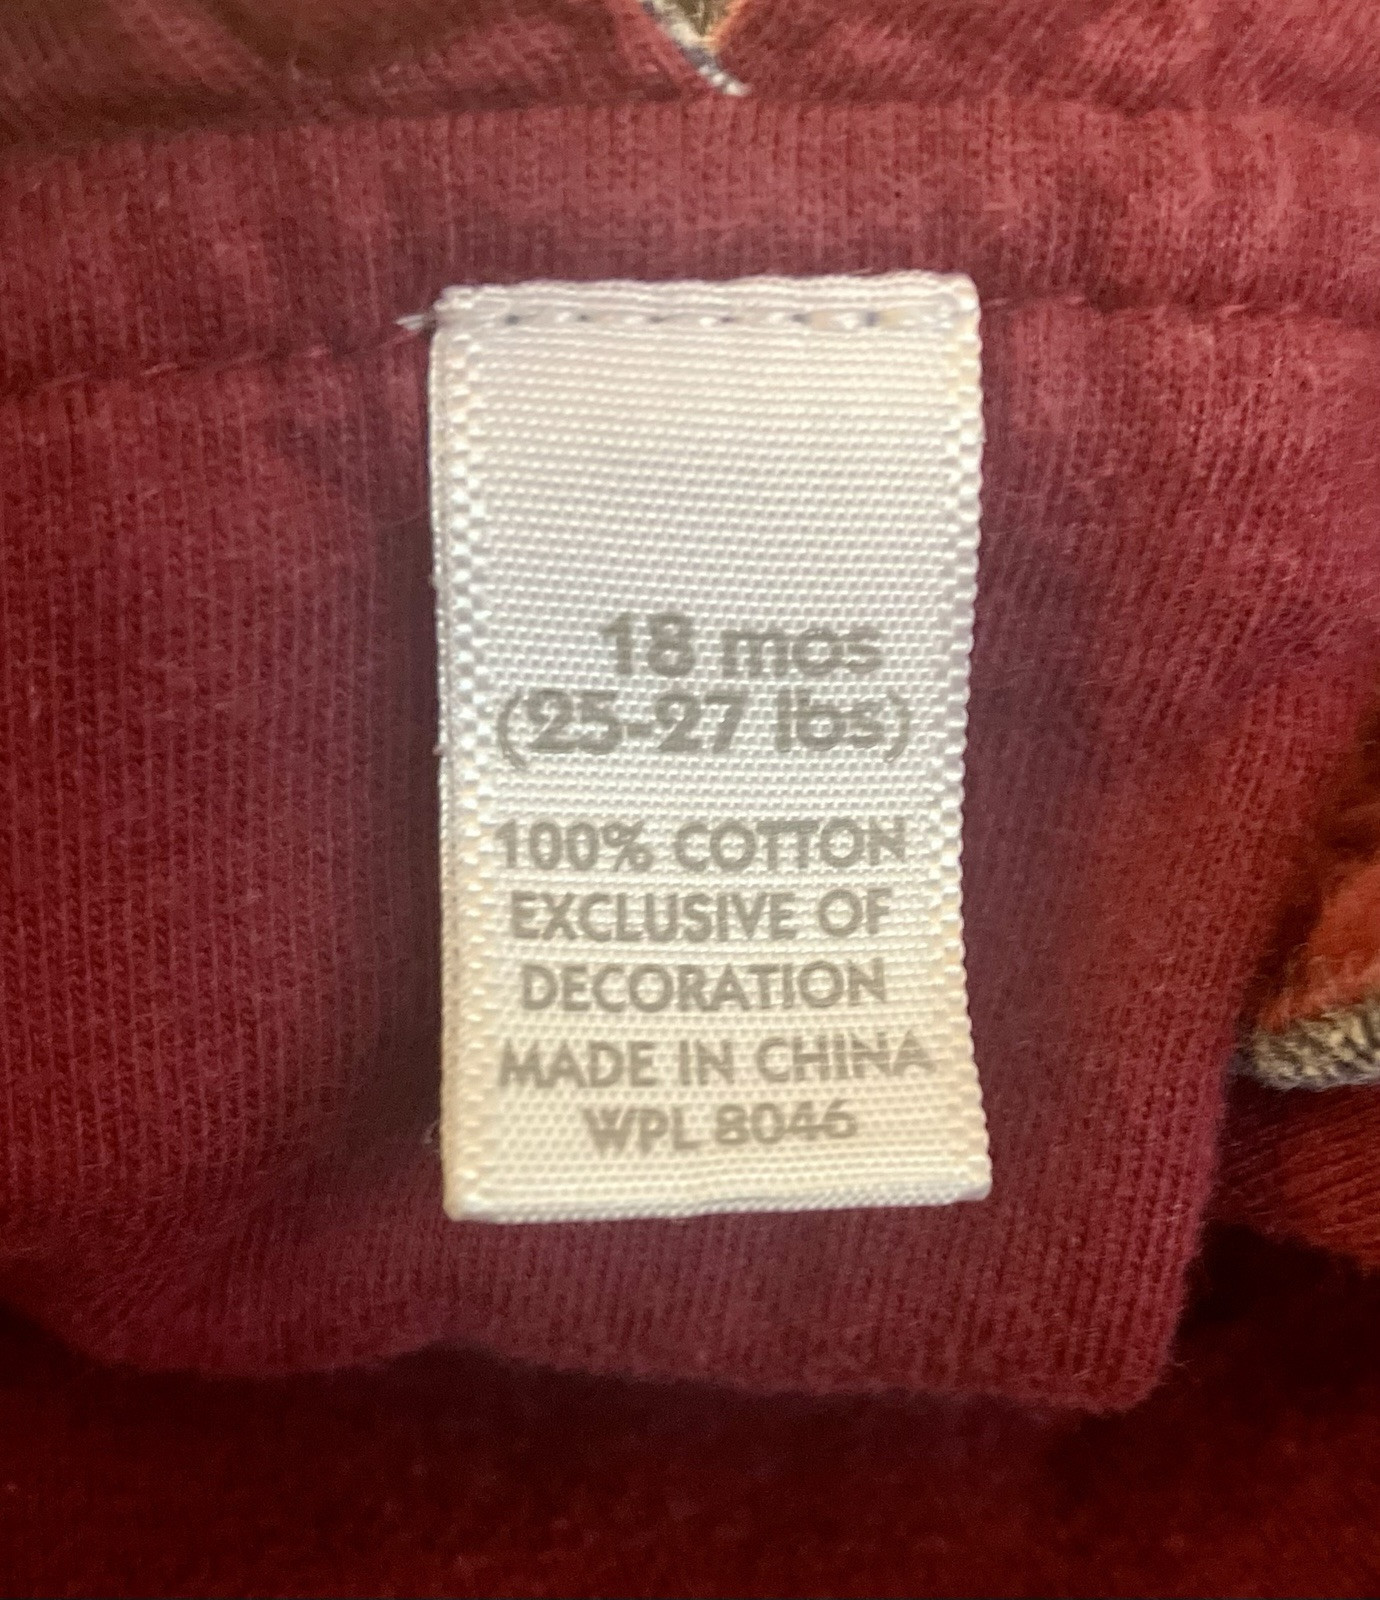 18 mos
(25-27 lbs)
100% COTTON
EXCLUSIVE OF
DECORATION
MADE IN CHINA
WPL 8046